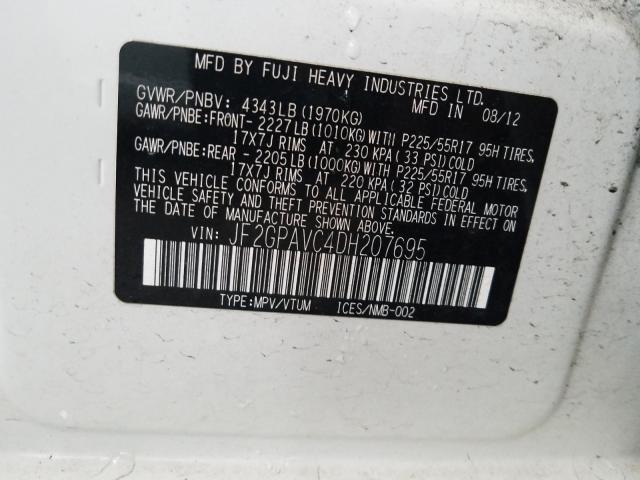 MFD BY FUJI HEAVY INDUSTRIES LTD.
GVWR/PNBV: 4343LB (1970KG) MFD IN 08/12
GAWR/PNBE:FRONT- 2227LB (1010KG) WITH P225/55R17 95H TIRES,
17X7J RIMS AT 230 KPA (33 PSI) COLD
GAWR/PNBE:REAR - 2205LB (1000KG) WITH P225/55R17 95H TIRES,
17X7J RIMS AT 220 KPA (32 PSI) COLD
THIS VEHICLE CONFORMS TO ALL APPLICABLE FEDERAL MOTOR
VEHICLE SAFETY AND THEFT PREVENTION STANDARDS IN EFFECT ON
THE DATE OF MANUFACTURE SHOWN ABOVE.
VIN: JF2GPAVC4DH207695
TYPE:MPV/VTUM ICES/NMB-002